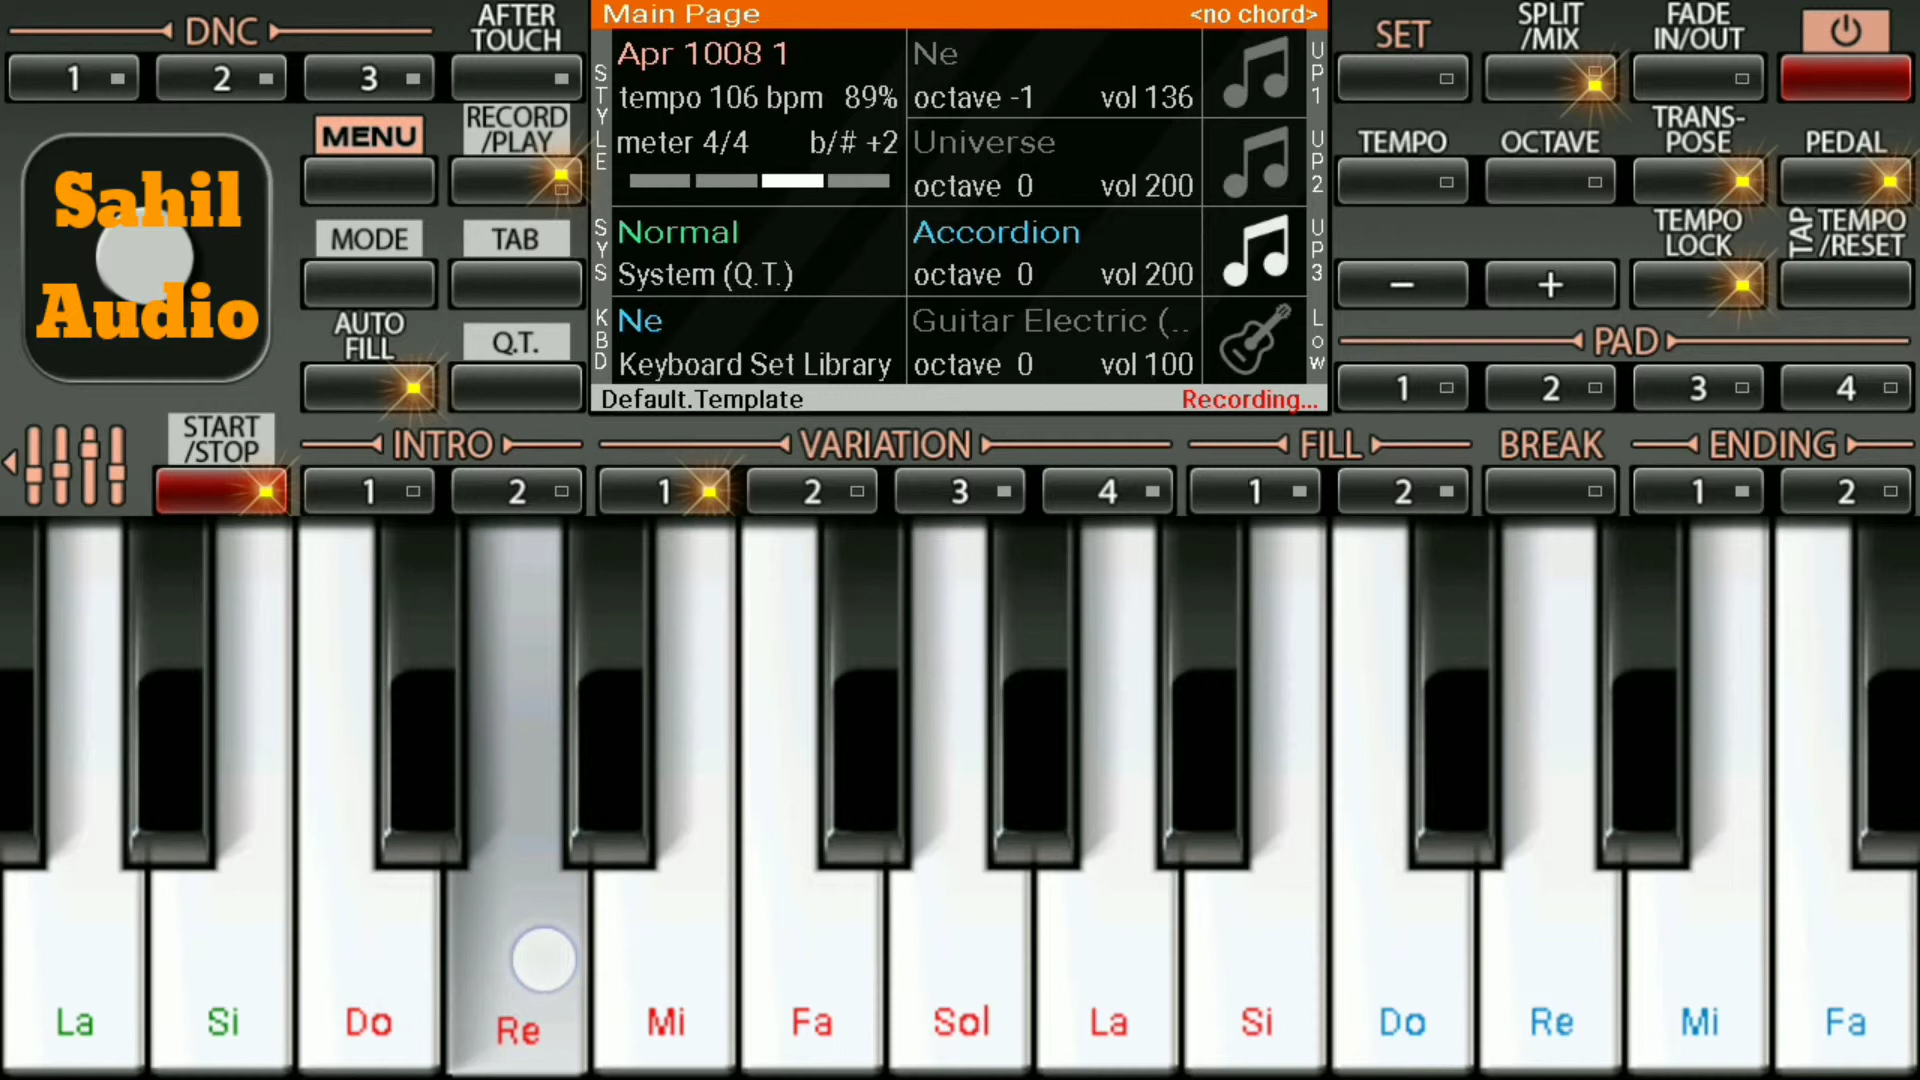 DNC
AFTER
TOUCH
1
2
3
Sahil
Audio
MENU
RECORD
/PLAY
MODE
TAB
AUTO
FILL
Q.T.
START
/STOP
Main Page
<no chord>
STYLE
Apr 1008 1
tempo 106 bpm 89%
meter 4/4 b/# +2
SYS
Normal
System (Q.T.)
KBD
Ne
Keyboard Set Library
Ne
octave -1 vol 136
UP1
Universe
octave 0 vol 200
UP2
Accordion
octave 0 vol 200
UP3
Guitar Electric (..
octave 0 vol 100
Low
Default.Template
Recording...
SET
SPLIT
/MIX
FADE
IN/OUT
TEMPO
OCTAVE
TRANS-
POSE
PEDAL
−
+
TEMPO
LOCK
TAP
TEMPO
/RESET
PAD
1
2
3
4
INTRO
1
2
VARIATION
1
2
3
4
FILL
1
2
BREAK
ENDING
1
2
La Si Do Re Mi Fa Sol La Si Do Re Mi Fa